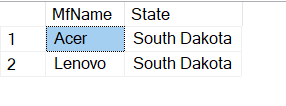 MfName State
1 Acer South Dakota
2 Lenovo South Dakota